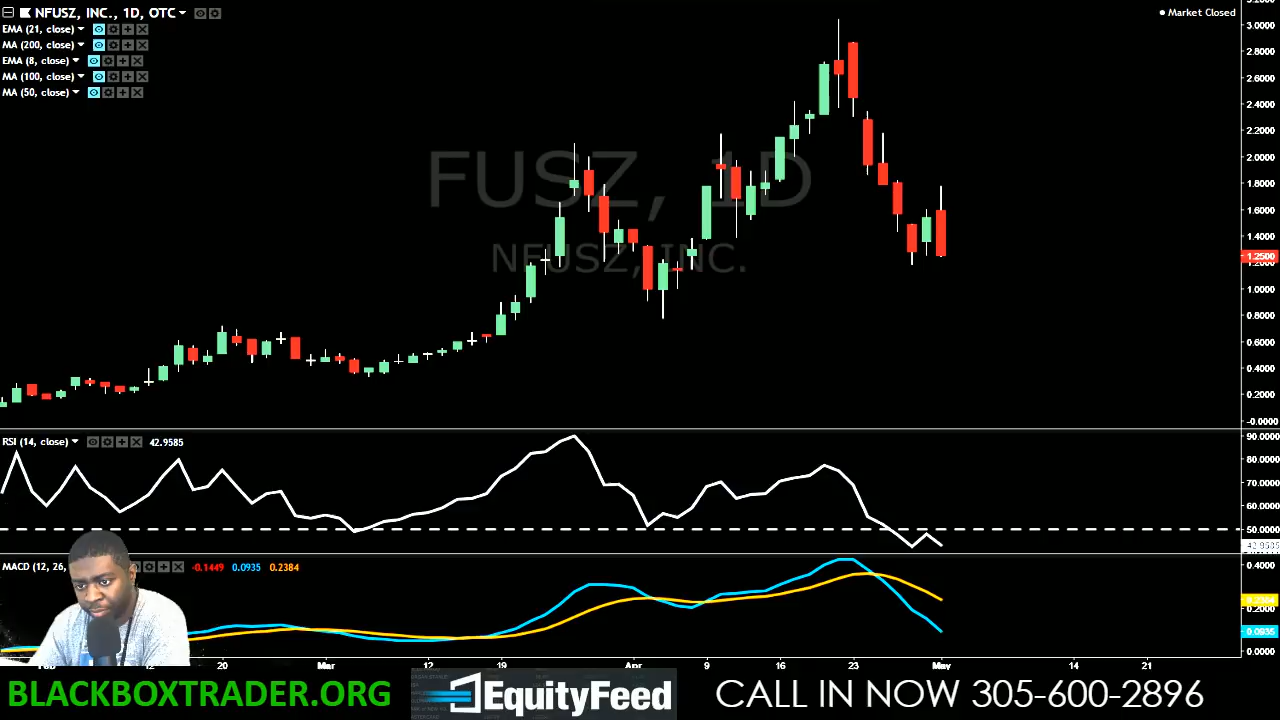 NFUSZ, INC., 1D, OTC
Market Closed
EMA (21, close)
MA (200, close)
EMA (8, close)
MA (100, close)
MA (50, close)
FUSZ, 1D
NFUSZ, INC.
3.0000
2.8000
2.6000
2.4000
2.2000
2.0000
1.8000
1.6000
1.4000
1.2500
1.0000
0.8000
0.6000
0.4000
0.2000
-0.0000
RSI (14, close) 42.9585
90.0000
80.0000
70.0000
60.0000
50.0000
42.9585
MACD (12, 26, -0.1449 0.0935 0.2384
0.4000
0.2384
0.2000
0.0935
0.0000
12 20 Mar 12 19 Apr 9 16 23 May 14 21
BLACKBOXTRADER.ORG
EquityFeed
CALL IN NOW 305-600-2896